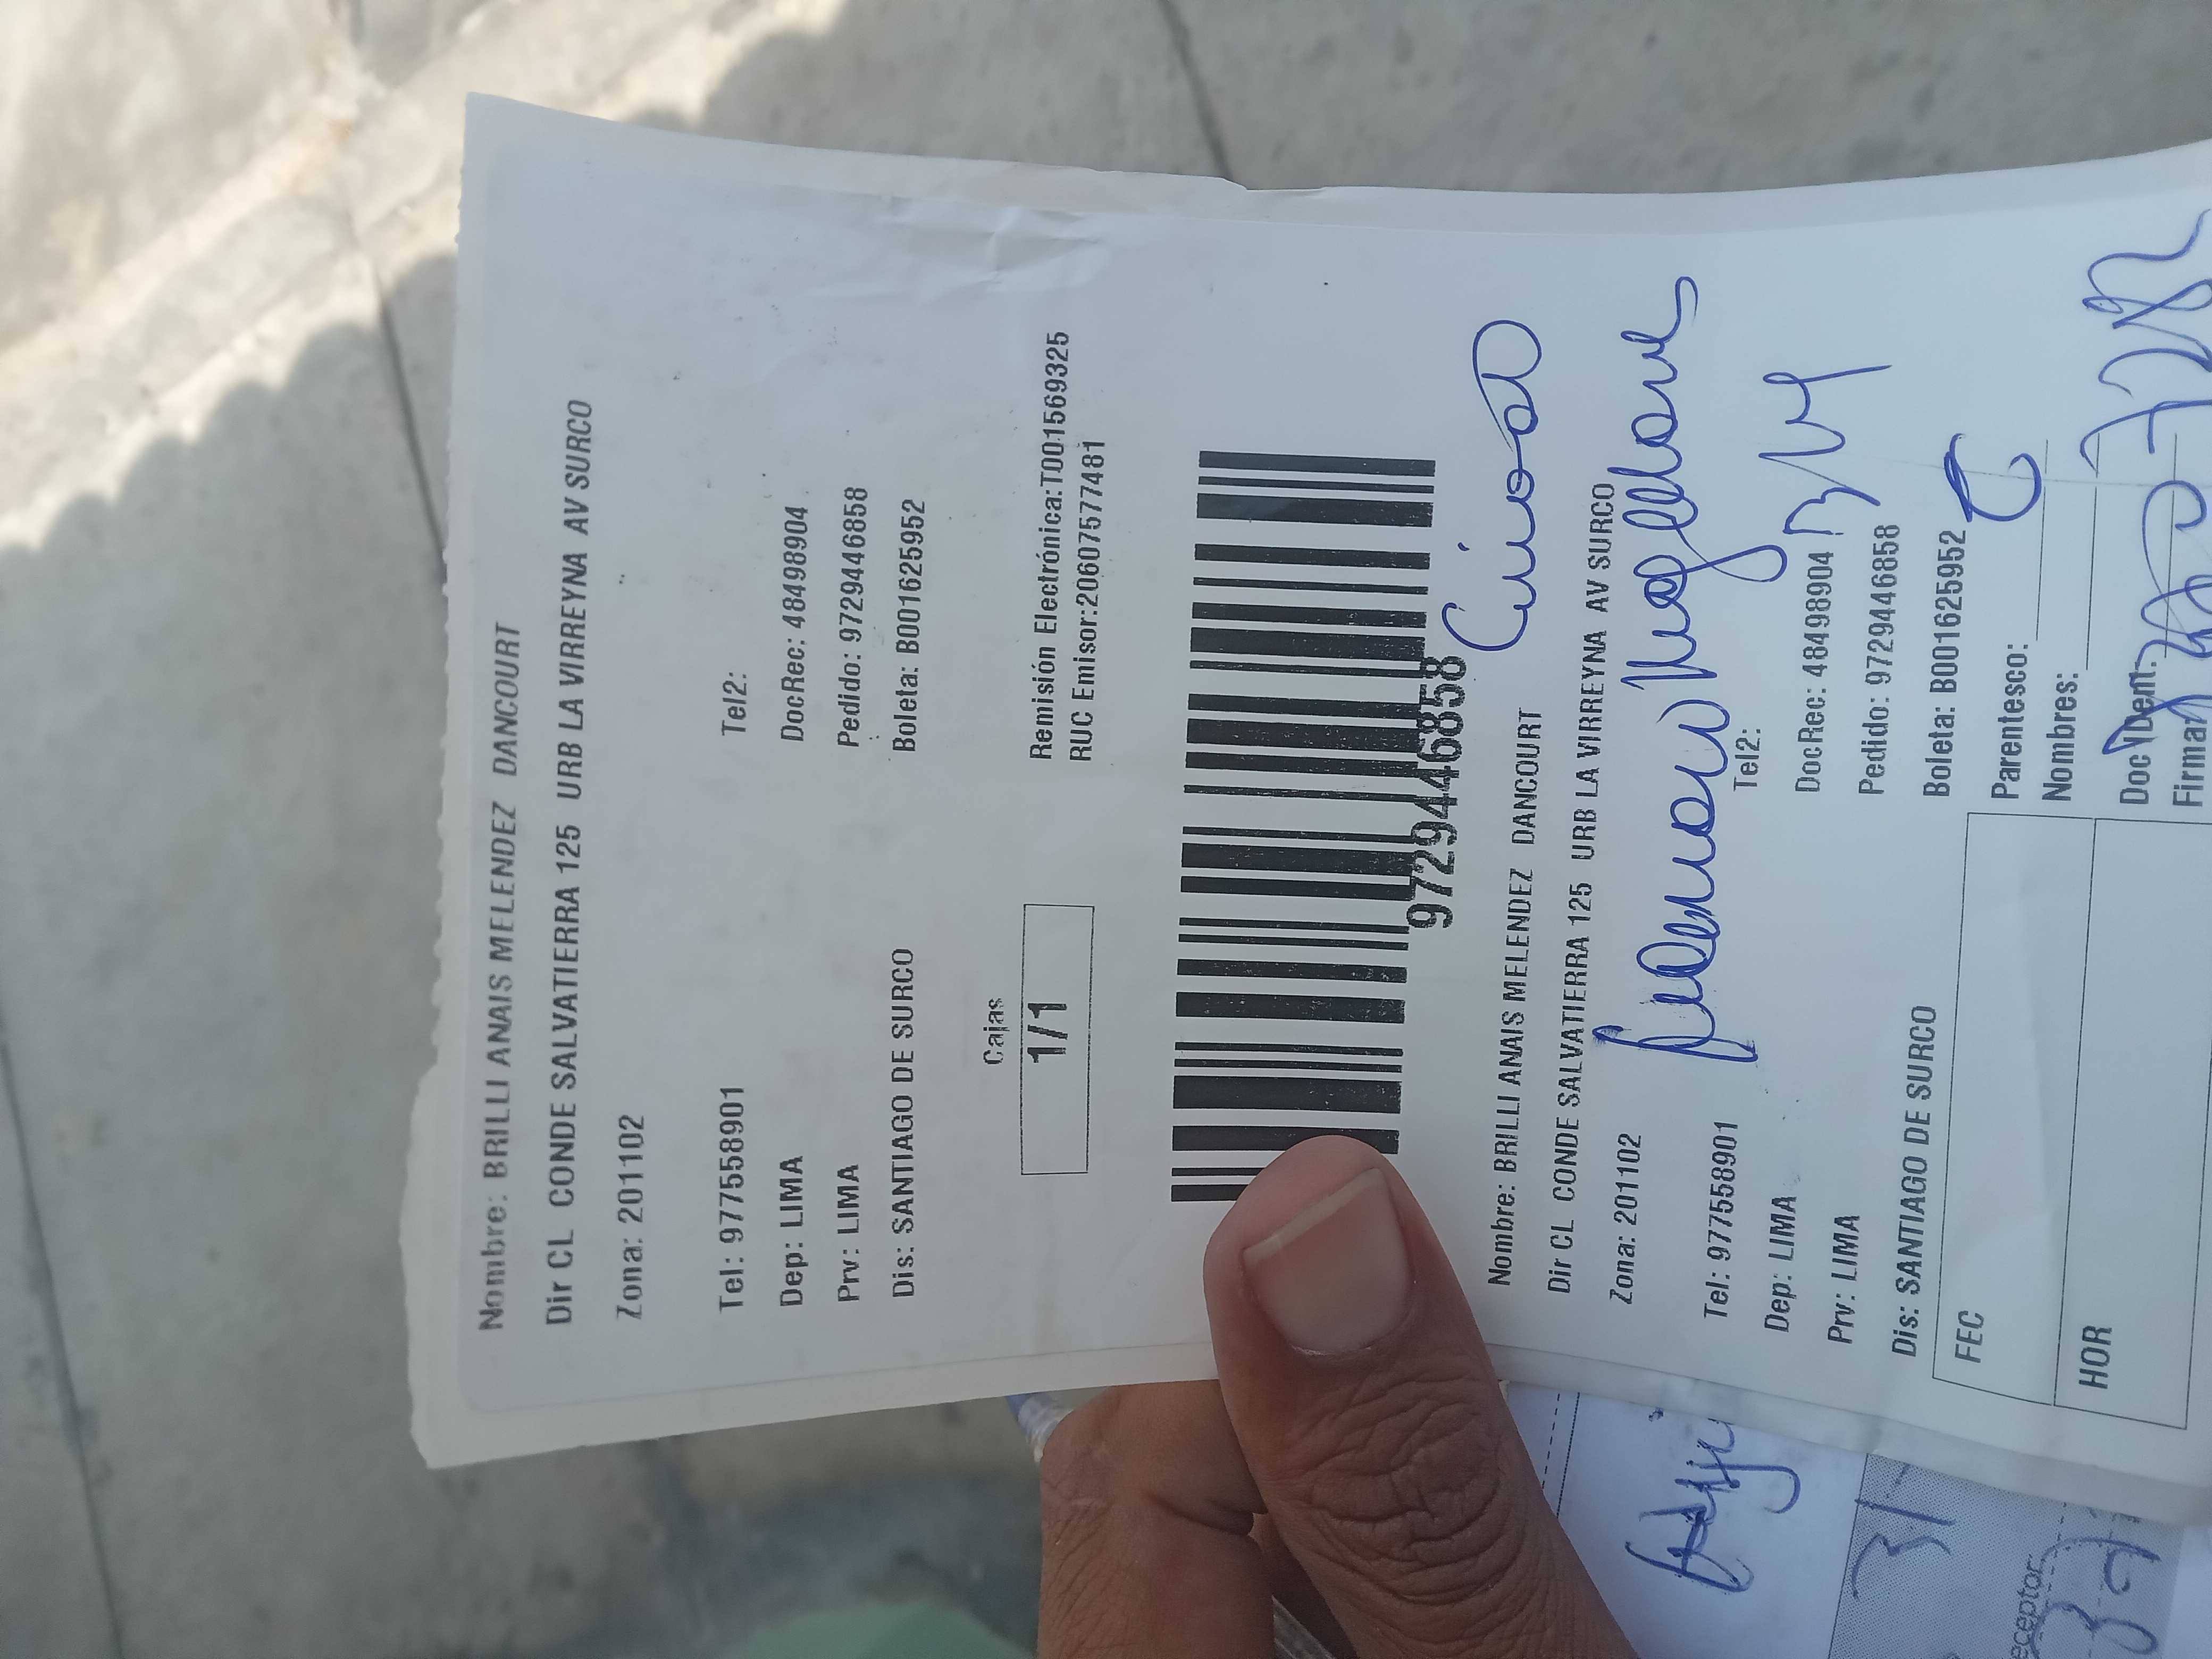 Nombre: BRILLI ANAIS MELENDEZ DANCOURT
Dir CL CONDE SALVATIERRA 125 URB LA VIRREYNA AV SURCO
Zona: 201102
Tel: 977558901 Tel2:
Dep: LIMA DocRec: 48498904
Prv: LIMA Pedido: 9729446858
Dis: SANTIAGO DE SURCO Boleta: B001625952
Cajas
1/1
Remisión Electrónica:T001569325
RUC Emisor:20607577481
9729446858
Nombre: BRILLI ANAIS MELENDEZ DANCOURT
Dir CL CONDE SALVATIERRA 125 URB LA VIRREYNA AV SURCO
Zona: 201102
Tel: 977558901 Tel2:
Dep: LIMA DocRec: 48498904
Prv: LIMA Pedido: 9729446858
Dis: SANTIAGO DE SURCO Boleta: B001625952
FEC Parentesco:
Nombres:
HOR Doc Ident:
Firma:
31